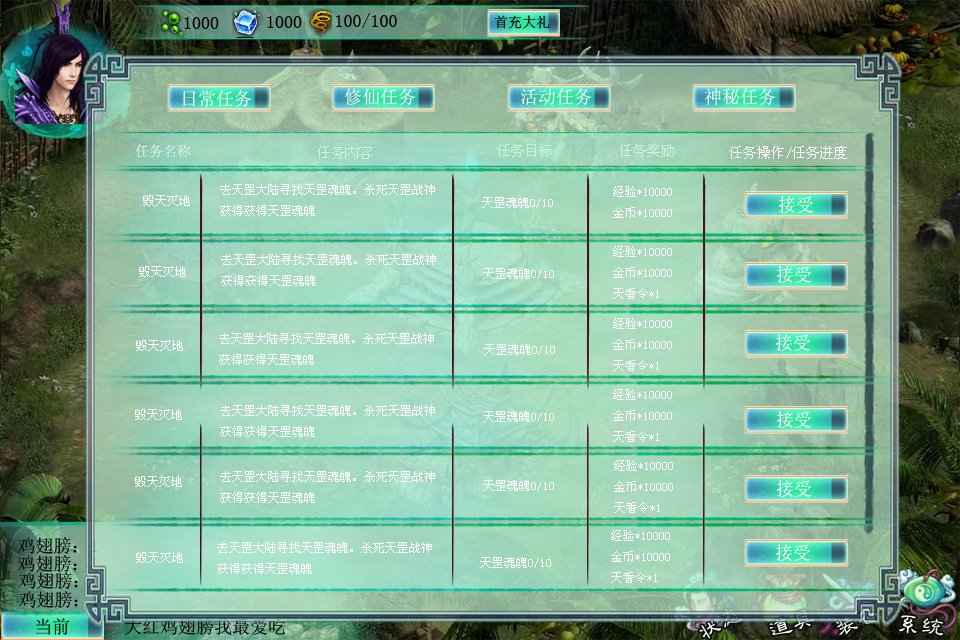 1000 1000 100/100 首充大礼
日常任务 修仙任务 活动任务 神秘任务
任务名称 任务内容 任务目标 任务奖励 任务操作/任务进度
毁天灭地
去天罡大陆寻找天罡魂魄。杀死天罡战神
获得获得天罡魂魄
天罡魂魄0/10
经验*10000
金币*10000
接受
毁天灭地
去天罡大陆寻找天罡魂魄。杀死天罡战神
获得获得天罡魂魄
天罡魂魄0/10
经验*10000
金币*10000
天香令*1
接受
毁天灭地
去天罡大陆寻找天罡魂魄。杀死天罡战神
获得获得天罡魂魄
天罡魂魄0/10
经验*10000
金币*10000
天香令*1
接受
毁天灭地
去天罡大陆寻找天罡魂魄。杀死天罡战神
获得获得天罡魂魄
天罡魂魄0/10
经验*10000
金币*10000
天香令*1
接受
毁天灭地
去天罡大陆寻找天罡魂魄。杀死天罡战神
获得获得天罡魂魄
天罡魂魄0/10
经验*10000
金币*10000
天香令*1
接受
毁天灭地
去天罡大陆寻找天罡魂魄。杀死天罡战神
获得获得天罡魂魄
天罡魂魄0/10
经验*10000
金币*10000
天香令*1
接受
鸡翅膀:
鸡翅膀:
鸡翅膀:
鸡翅膀:
当前 大红鸡翅膀我最爱吃
状态 道具 装 系统